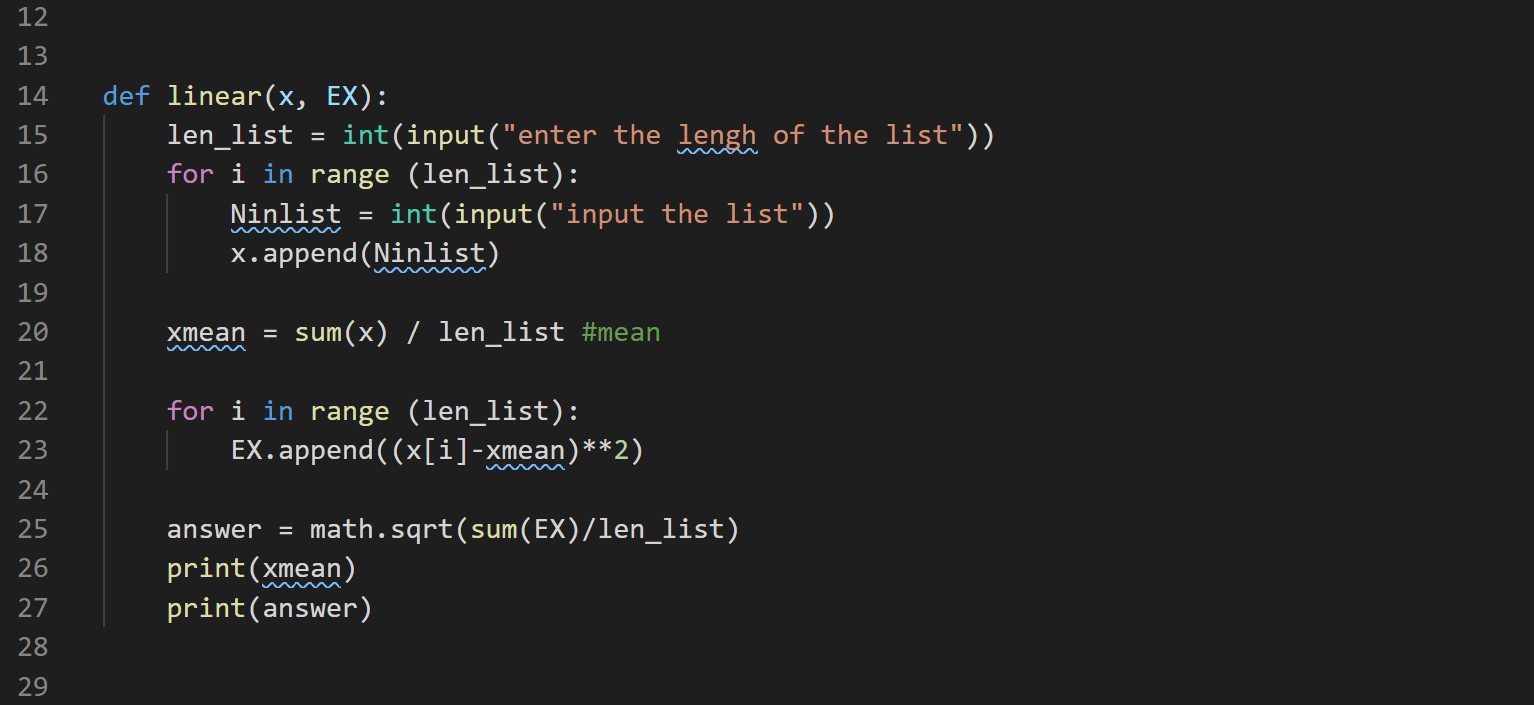 12
13
14 def linear(x, EX):
15 len_list = int(input("enter the lengh of the list"))
16 for i in range (len_list):
17 Ninlist = int(input("input the list"))
18 x.append(Ninlist)
19
20 xmean = sum(x) / len_list #mean
21
22 for i in range (len_list):
23 EX.append((x[i]-xmean)**2)
24
25 answer = math.sqrt(sum(EX)/len_list)
26 print(xmean)
27 print(answer)
28
29